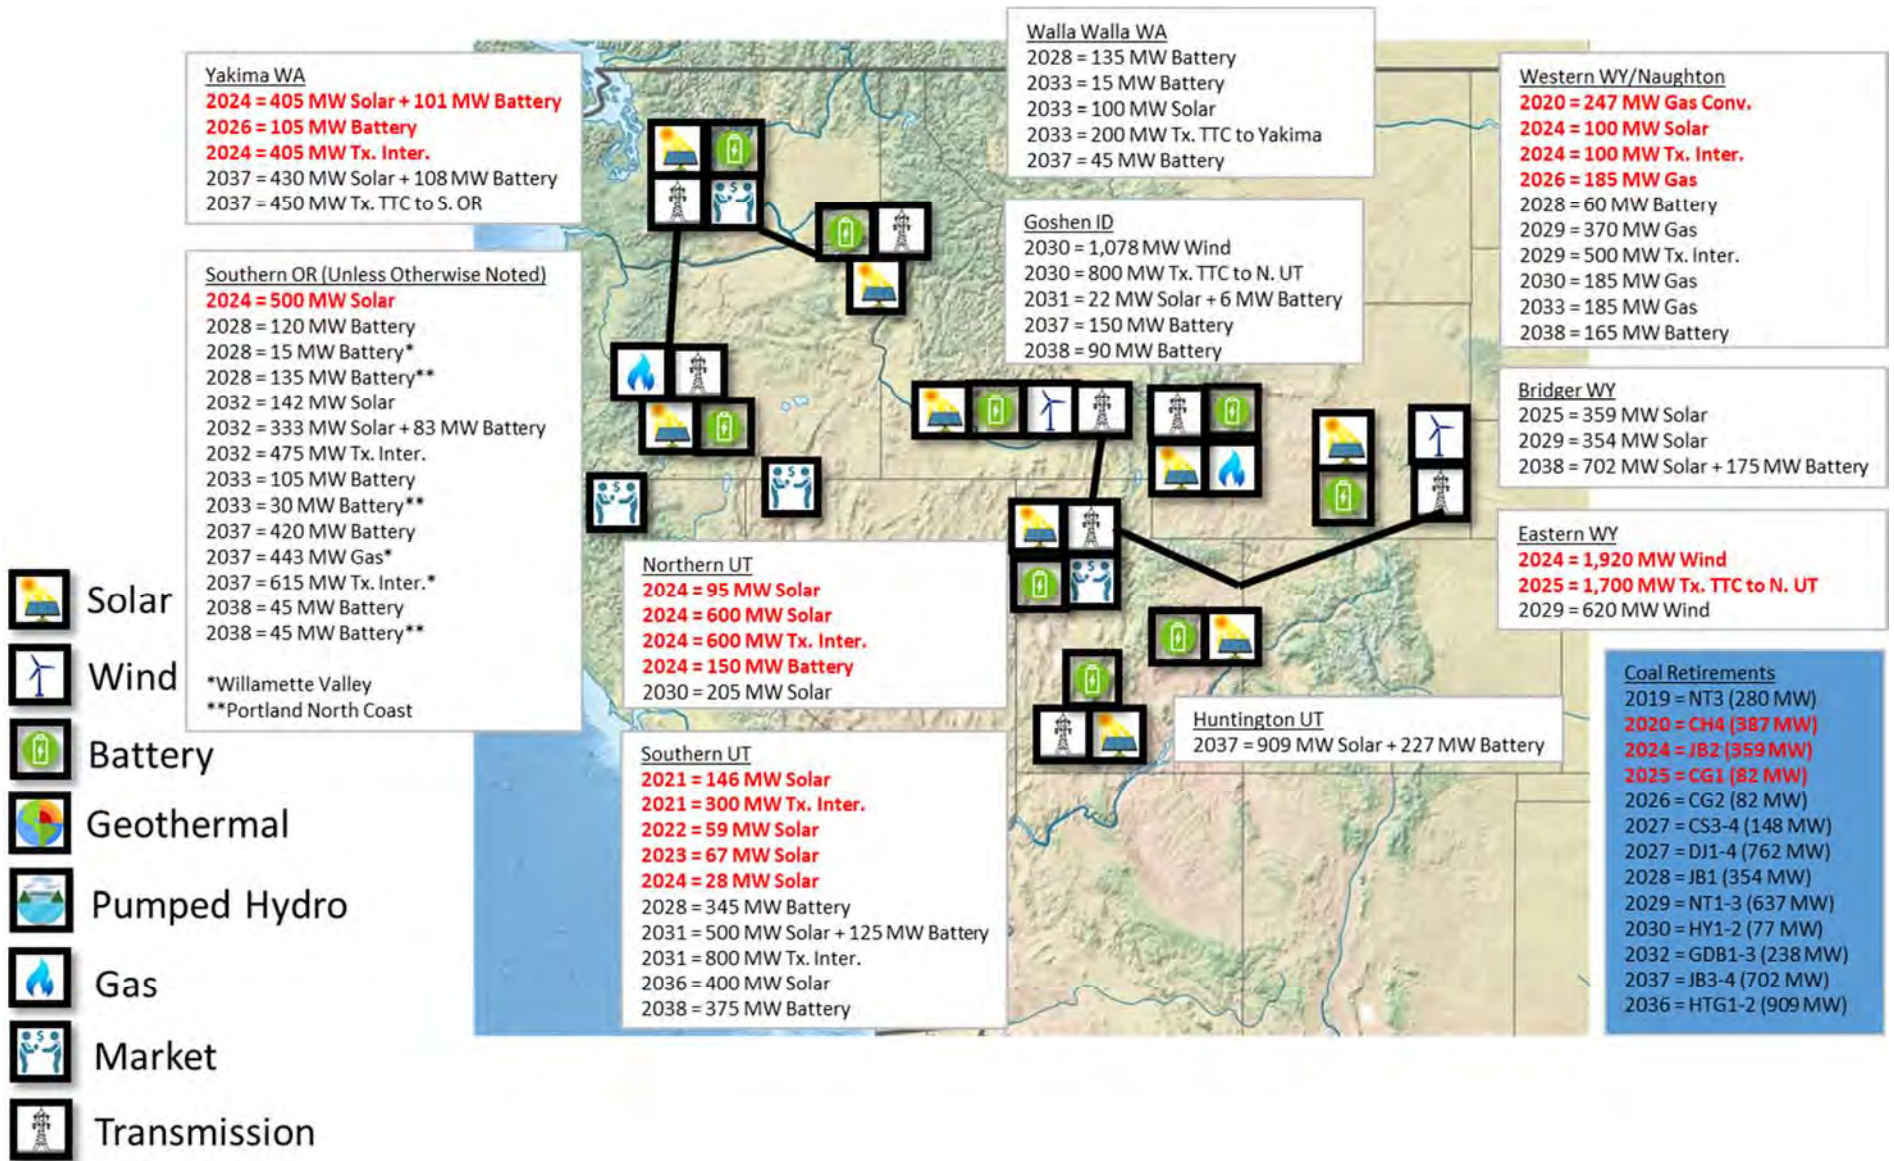 Yakima WA
2024 = 405 MW Solar + 101 MW Battery
2026 = 105 MW Battery
2024 = 405 MW Tx. Inter.
2037 = 430 MW Solar + 108 MW Battery
2037 = 450 MW Tx. TTC to S. OR
Southern OR (Unless Otherwise Noted)
2024 = 500 MW Solar
2028 = 120 MW Battery
2028 = 15 MW Battery*
2028 = 135 MW Battery**
2032 = 142 MW Solar
2032 = 333 MW Solar + 83 MW Battery
2032 = 475 MW Tx. Inter.
2033 = 105 MW Battery
2033 = 30 MW Battery**
2037 = 420 MW Battery
2037 = 443 MW Gas*
2037 = 615 MW Tx. Inter.*
2038 = 45 MW Battery
2038 = 45 MW Battery**
*Willamette Valley
**Portland North Coast
Walla Walla WA
2028 = 135 MW Battery
2033 = 15 MW Battery
2033 = 100 MW Solar
2033 = 200 MW Tx. TTC to Yakima
2037 = 45 MW Battery
Goshen ID
2030 = 1,078 MW Wind
2030 = 800 MW Tx. TTC to N. UT
2031 = 22 MW Solar + 6 MW Battery
2037 = 150 MW Battery
2038 = 90 MW Battery
Western WY/Naughton
2020 = 247 MW Gas Conv.
2024 = 100 MW Solar
2024 = 100 MW Tx. Inter.
2026 = 185 MW Gas
2028 = 60 MW Battery
2029 = 370 MW Gas
2029 = 500 MW Tx. Inter.
2030 = 185 MW Gas
2033 = 185 MW Gas
2038 = 165 MW Battery
Bridger WY
2025 = 359 MW Solar
2029 = 354 MW Solar
2038 = 702 MW Solar + 175 MW Battery
Eastern WY
2024 = 1,920 MW Wind
2025 = 1,700 MW Tx. TTC to N. UT
2029 = 620 MW Wind
Northern UT
2024 = 95 MW Solar
2024 = 600 MW Solar
2024 = 600 MW Tx. Inter.
2024 = 150 MW Battery
2030 = 205 MW Solar
Southern UT
2021 = 146 MW Solar
2021 = 300 MW Tx. Inter.
2022 = 59 MW Solar
2023 = 67 MW Solar
2024 = 28 MW Solar
2028 = 345 MW Battery
2031 = 500 MW Solar + 125 MW Battery
2031 = 800 MW Tx. Inter.
2036 = 400 MW Solar
2038 = 375 MW Battery
Huntington UT
2037 = 909 MW Solar + 227 MW Battery
Coal Retirements
2019 = NT3 (280 MW)
2020 = CH4 (387 MW)
2024 = JB2 (359 MW)
2025 = CG1 (82 MW)
2026 = CG2 (82 MW)
2027 = CS3-4 (148 MW)
2027 = DJ1-4 (762 MW)
2028 = JB1 (354 MW)
2029 = NT1-3 (637 MW)
2030 = HY1-2 (77 MW)
2032 = GDB1-3 (238 MW)
2037 = JB3-4 (702 MW)
2036 = HTG1-2 (909 MW)
Solar
Wind
Battery
Geothermal
Pumped Hydro
Gas
Market
Transmission